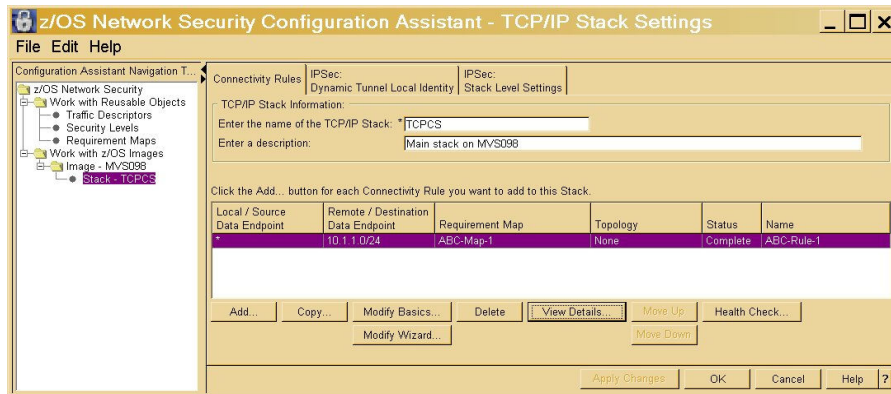 z/OS Network Security Configuration Assistant - TCP/IP Stack Settings
File Edit Help
Configuration Assistant Navigation T...
z/OS Network Security
Work with Reusable Objects
Traffic Descriptors
Security Levels
Requirement Maps
Work with z/OS Images
Image - MVS098
Stack - TCPCS
Connectivity Rules
IPSec:
Dynamic Tunnel Local Identity
IPSec:
Stack Level Settings
TCP/IP Stack Information:
Enter the name of the TCP/IP Stack: * TCPCS
Enter a description: Main stack on MVS098
Click the Add... button for each Connectivity Rule you want to add to this Stack.
Local / Source
Data Endpoint
Remote / Destination
Data Endpoint
Requirement Map
Topology
Status
Name
* 10.1.1.0/24 ABC-Map-1 None Complete ABC-Rule-1
Add... Copy... Modify Basics... Delete View Details... Move Up Health Check...
Modify Wizard... Move Down
Apply Changes OK Cancel Help ?